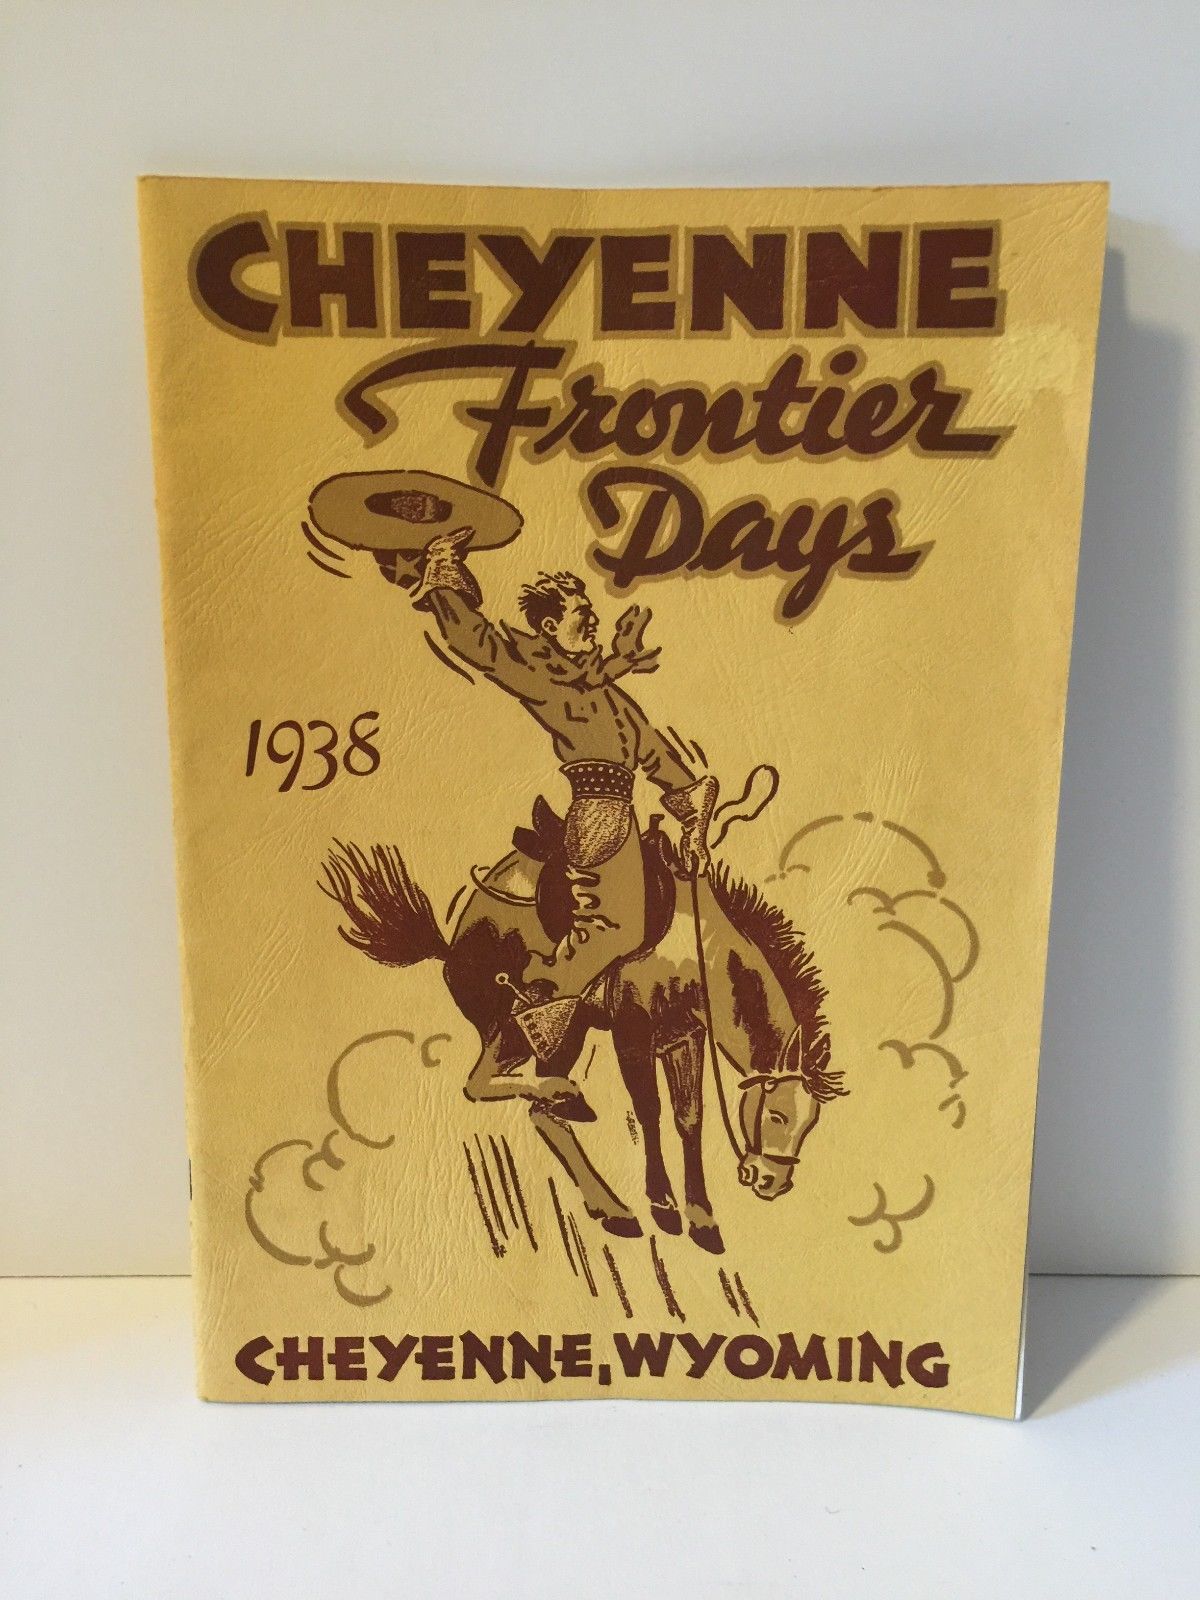 CHEYENNE
Frontier
Days
1938
CHEYENNE, WYOMING